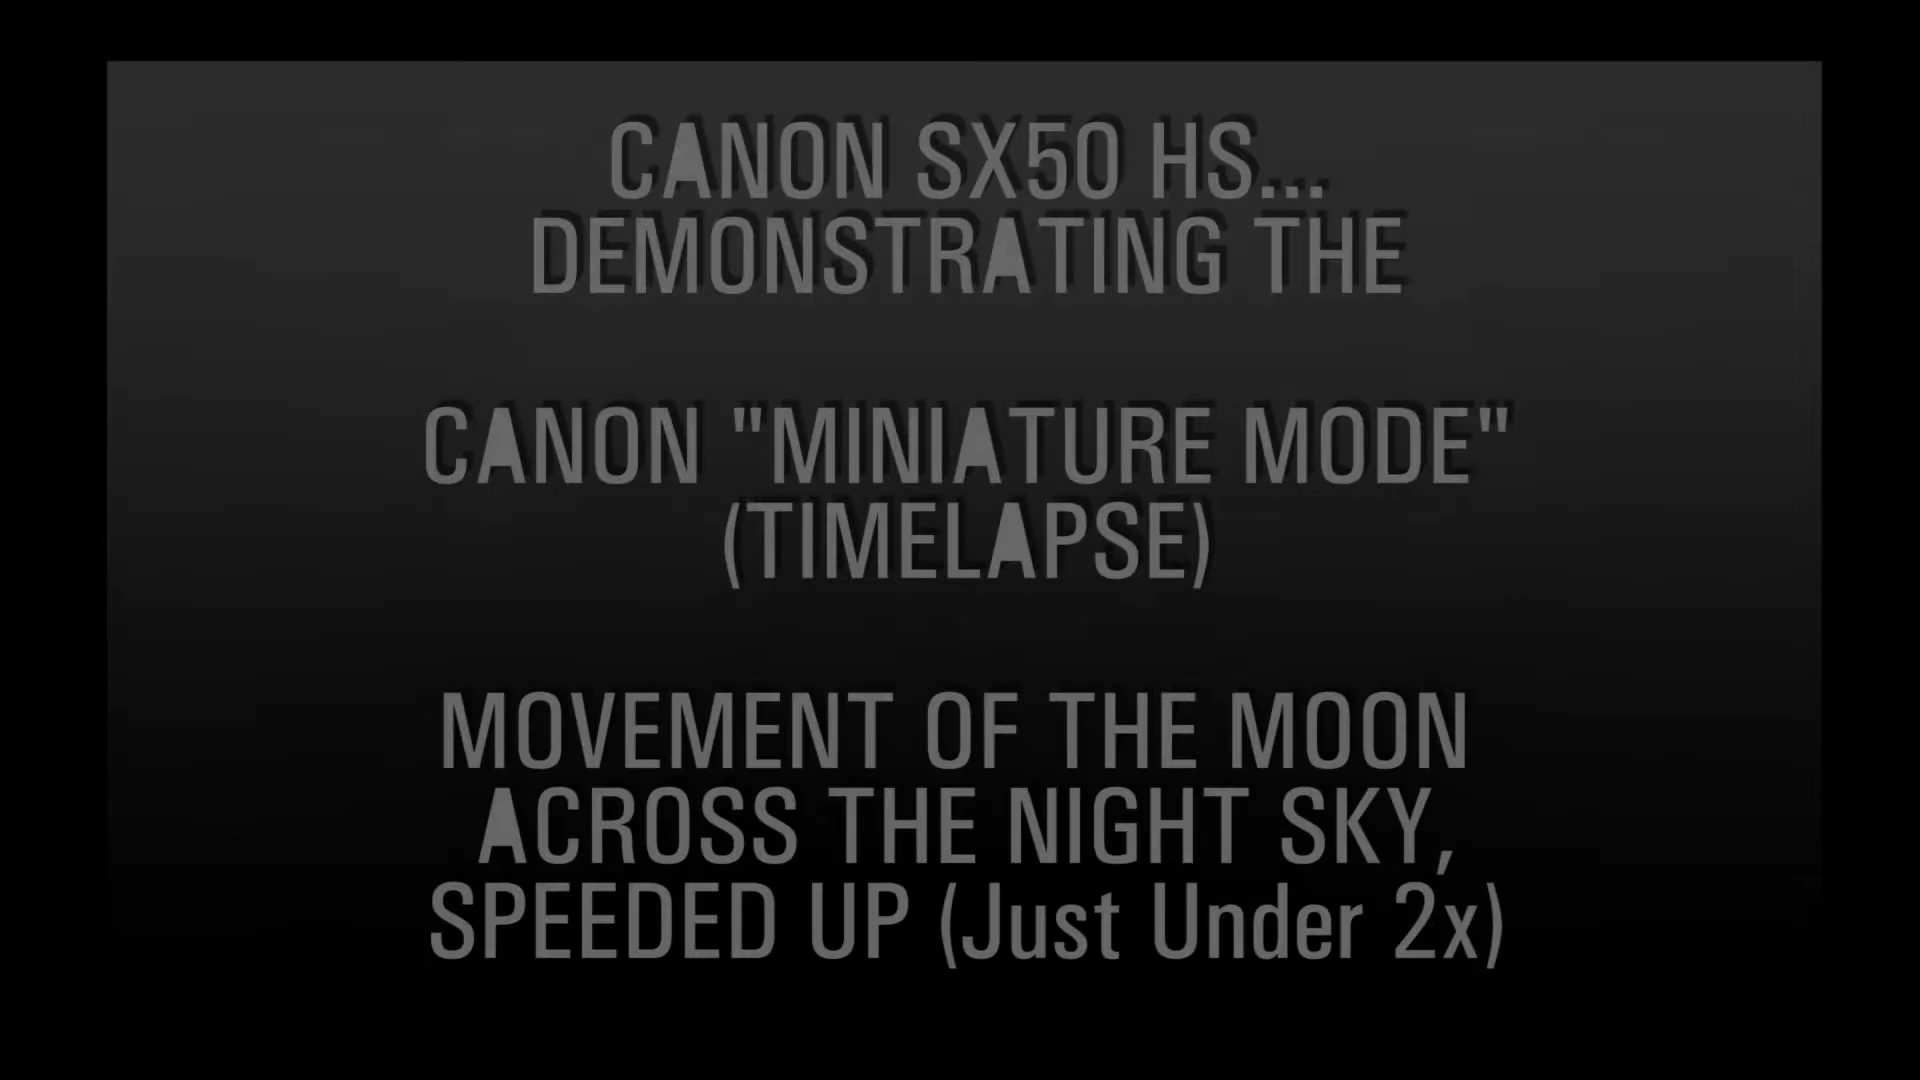 CANON SX50 HS...
DEMONSTRATING THE
CANON "MINIATURE MODE"
(TIMELAPSE)
MOVEMENT OF THE MOON
ACROSS THE NIGHT SKY,
SPEEDED UP (Just Under 2x)